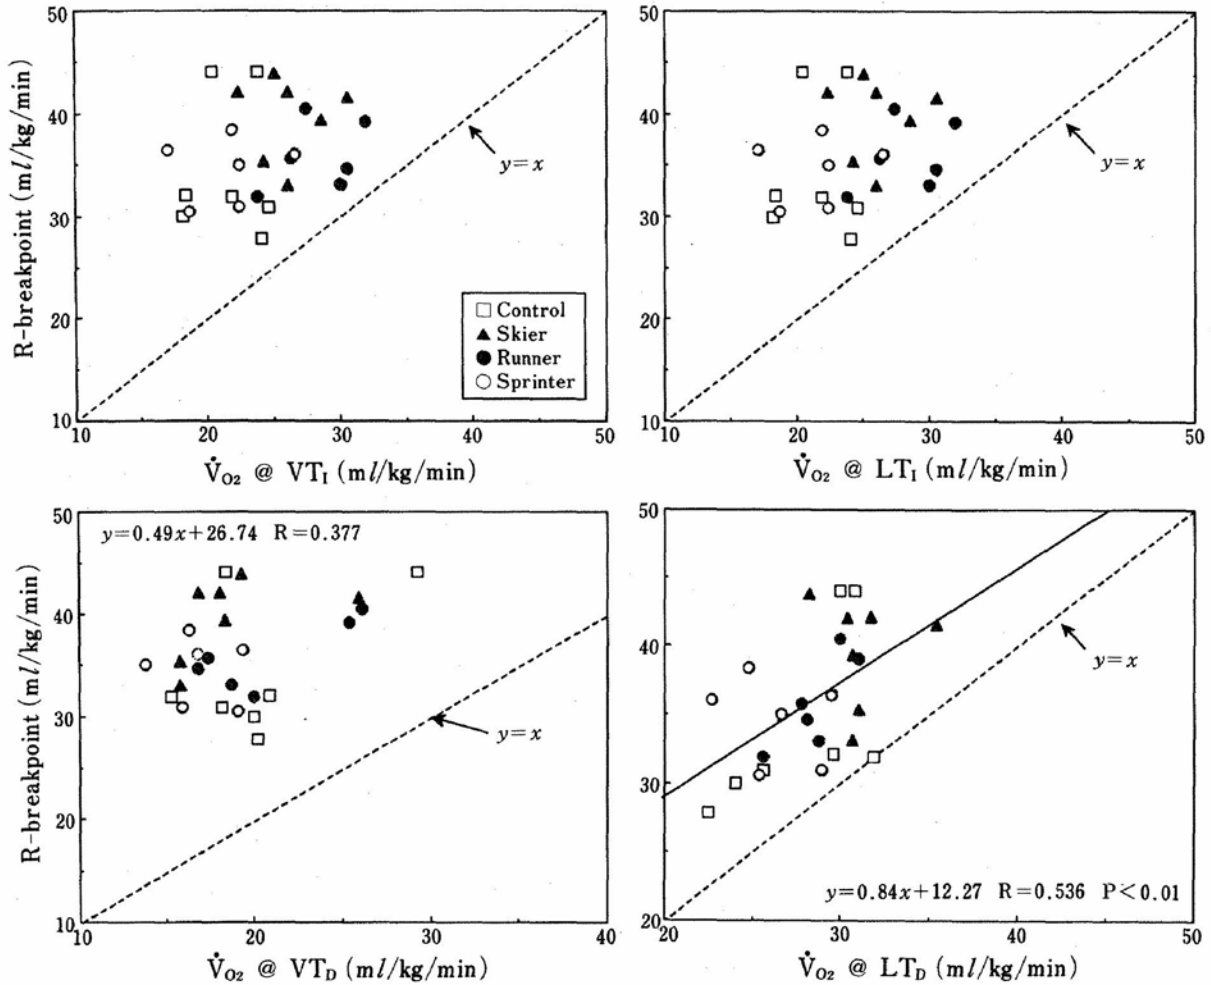 50
40
30
20
10
R-breakpoint (ml/kg/min)
y=x
Control
Skier
Runner
Sprinter
10 20 30 40 50
V̇O₂ @ VT_I (ml/kg/min)
50
40
30
20
10
y=x
10 20 30 40 50
V̇O₂ @ LT_I (ml/kg/min)
50
40
30
20
10
R-breakpoint (ml/kg/min)
y=0.49x+26.74 R=0.377
y=x
10 20 30 40
V̇O₂ @ VT_D (ml/kg/min)
50
40
30
20
y=x
y=0.84x+12.27 R=0.536 P<0.01
20 30 40 50
V̇O₂ @ LT_D (ml/kg/min)